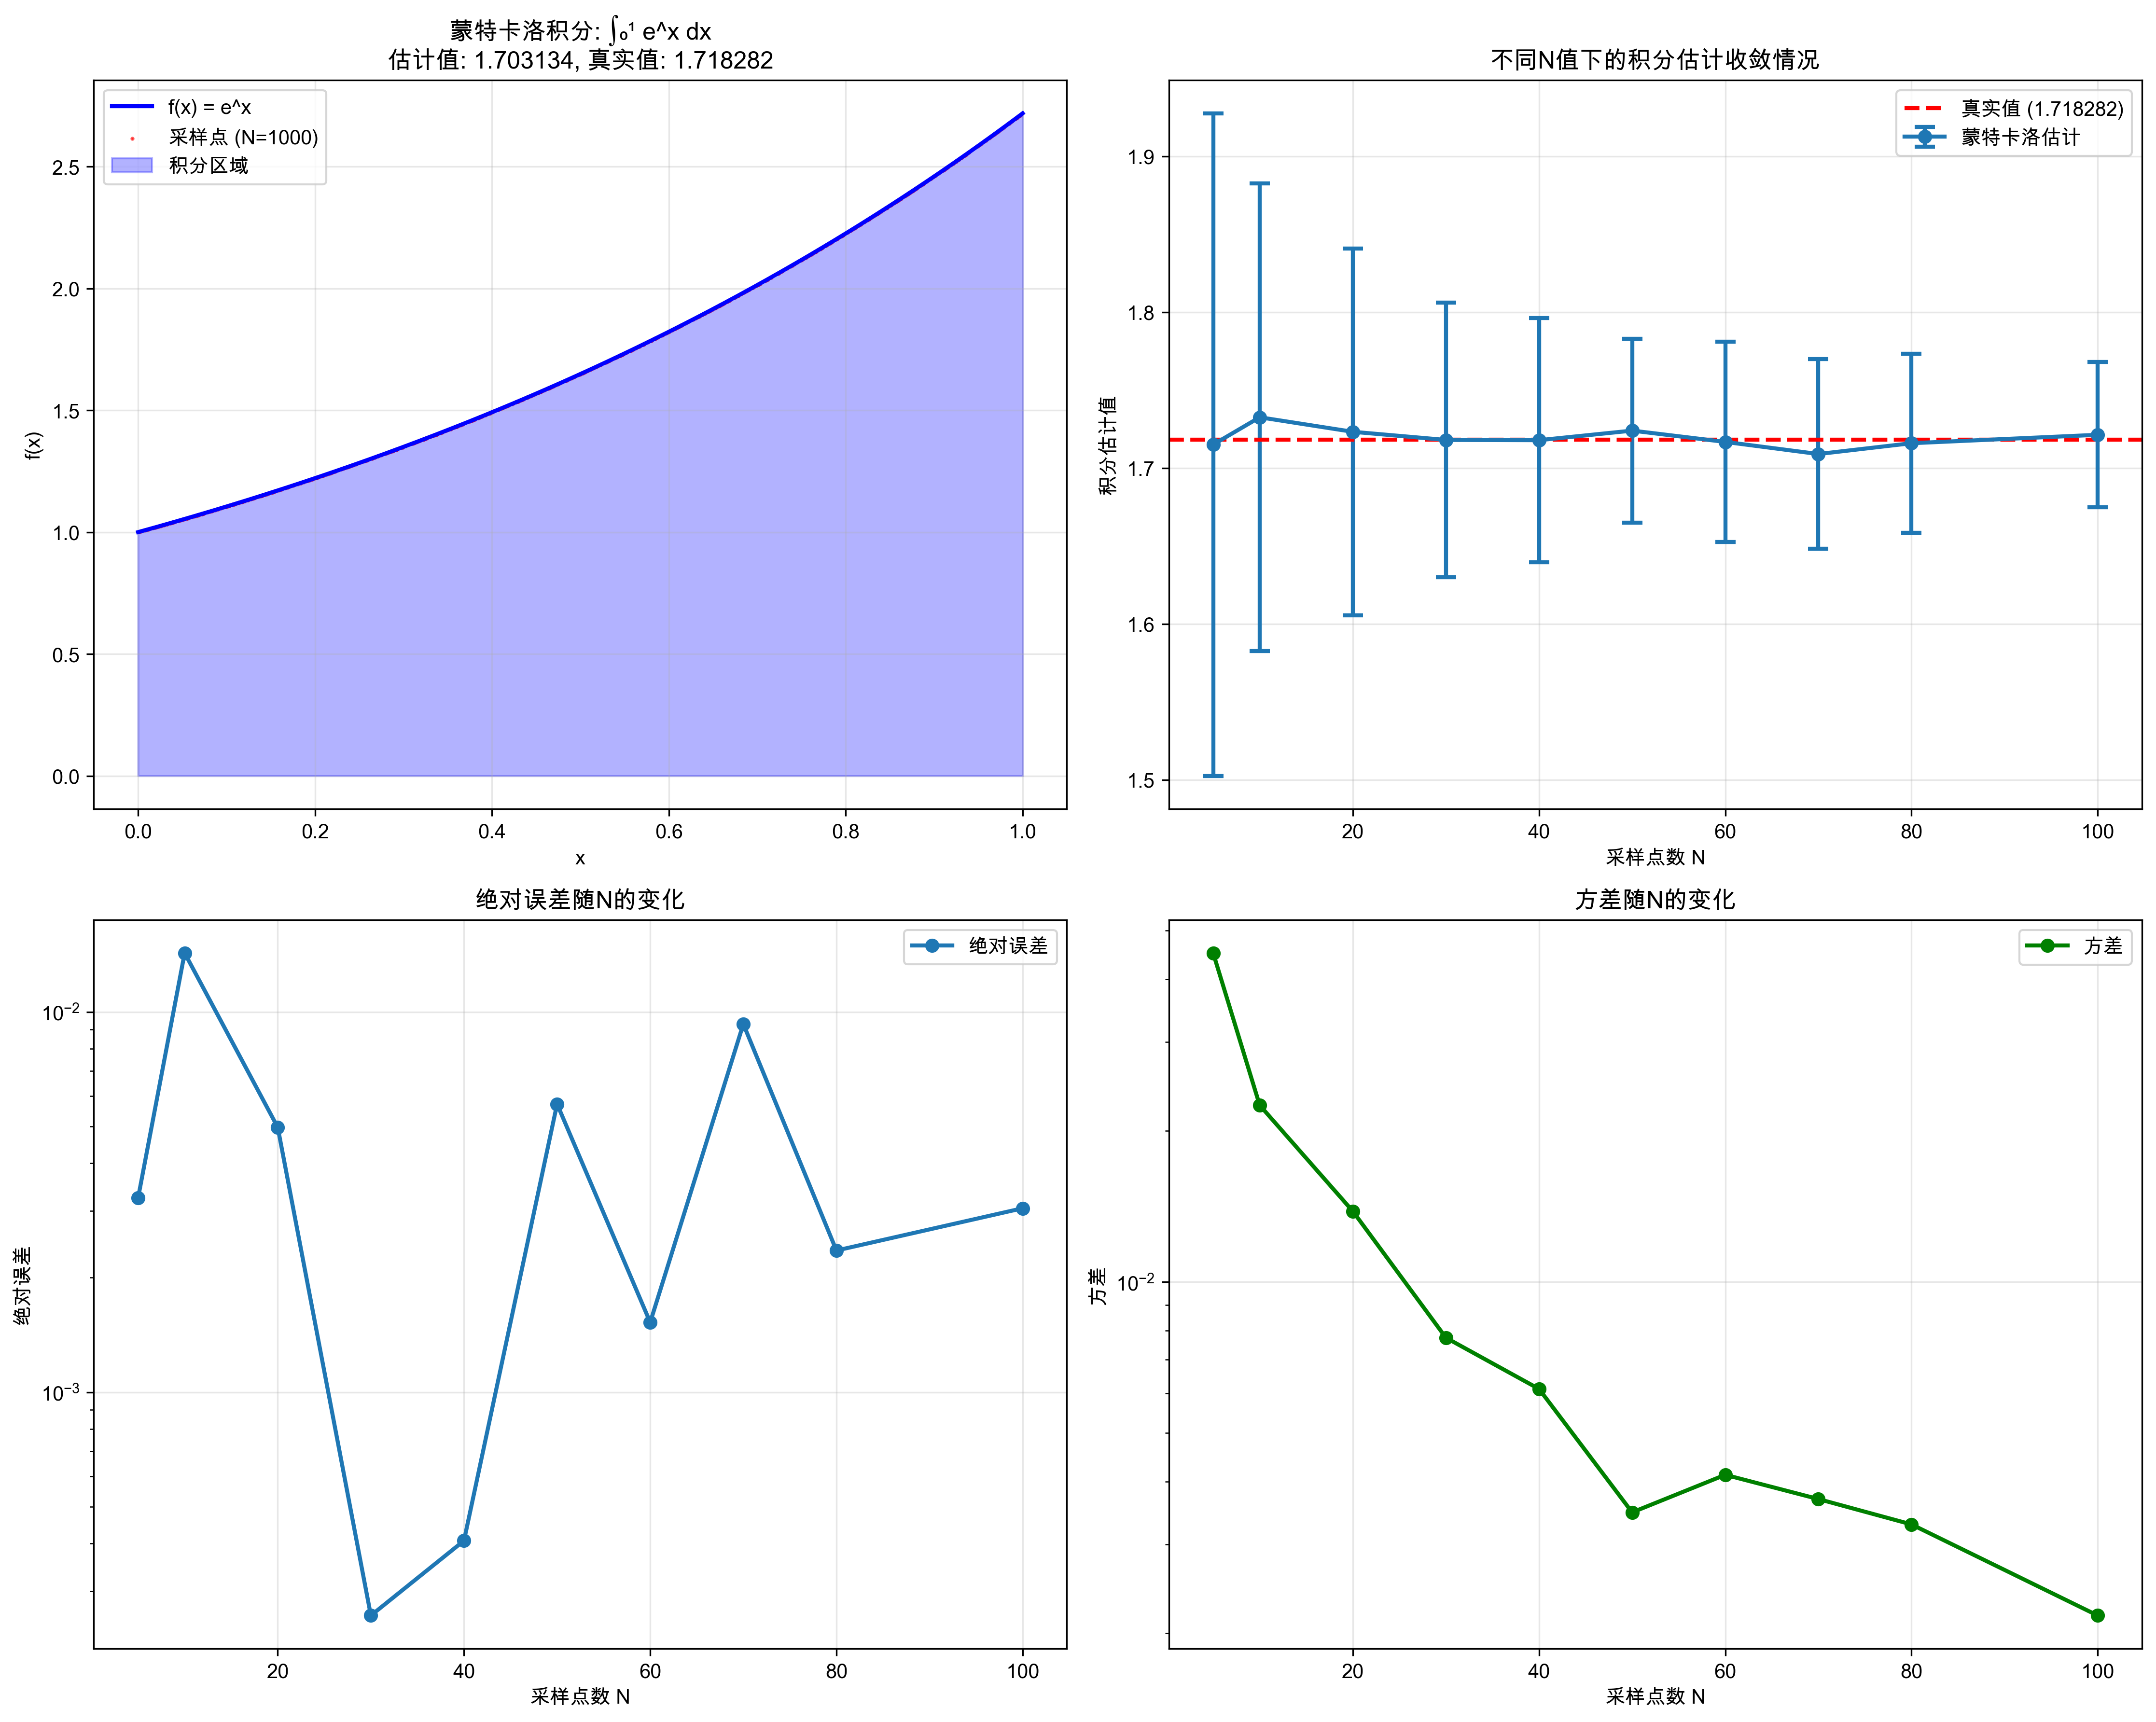 蒙特卡洛积分: ∫₀¹ e^x dx
估计值: 1.703134, 真实值: 1.718282
f(x) = e^x
采样点 (N=1000)
积分区域
2.5
2.0
1.5
1.0
0.5
0.0
f(x)
0.0 0.2 0.4 0.6 0.8 1.0
x
不同N值下的积分估计收敛情况
真实值 (1.718282)
蒙特卡洛估计
1.9
1.8
1.7
1.6
1.5
积分估计值
20 40 60 80 100
采样点数 N
绝对误差随N的变化
绝对误差
10⁻²
10⁻³
绝对误差
20 40 60 80 100
采样点数 N
方差随N的变化
方差
10⁻²
方差
20 40 60 80 100
采样点数 N